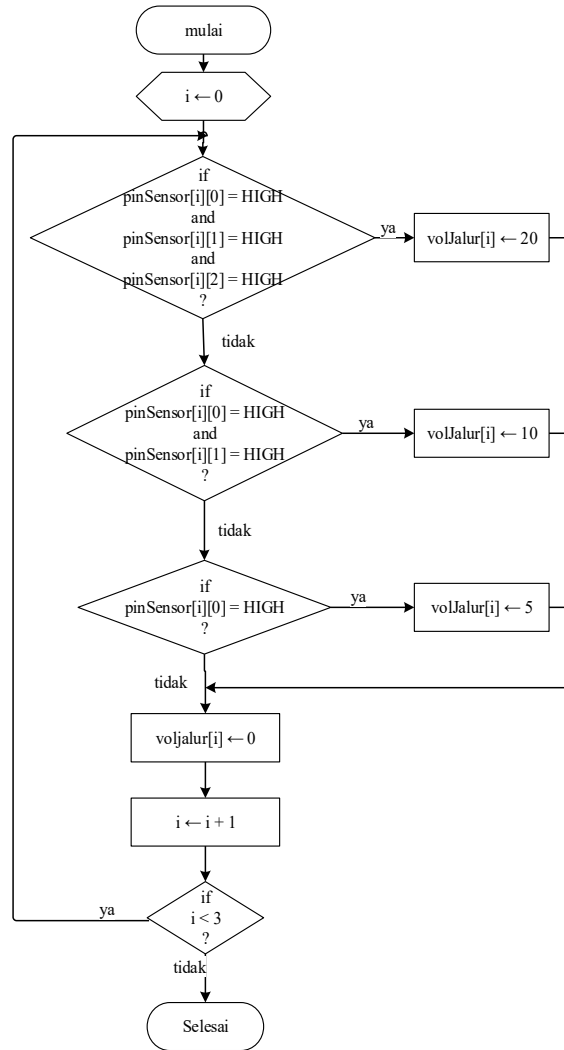 mulai
i ← 0
if
pinSensor[i][0] = HIGH
and
pinSensor[i][1] = HIGH
and
pinSensor[i][2] = HIGH
?
ya
volJalur[i] ← 20
tidak
if
pinSensor[i][0] = HIGH
and
pinSensor[i][1] = HIGH
?
ya
volJalur[i] ← 10
tidak
if
pinSensor[i][0] = HIGH
?
ya
volJalur[i] ← 5
tidak
voljalur[i] ← 0
i ← i + 1
if
i < 3
?
ya
tidak
Selesai